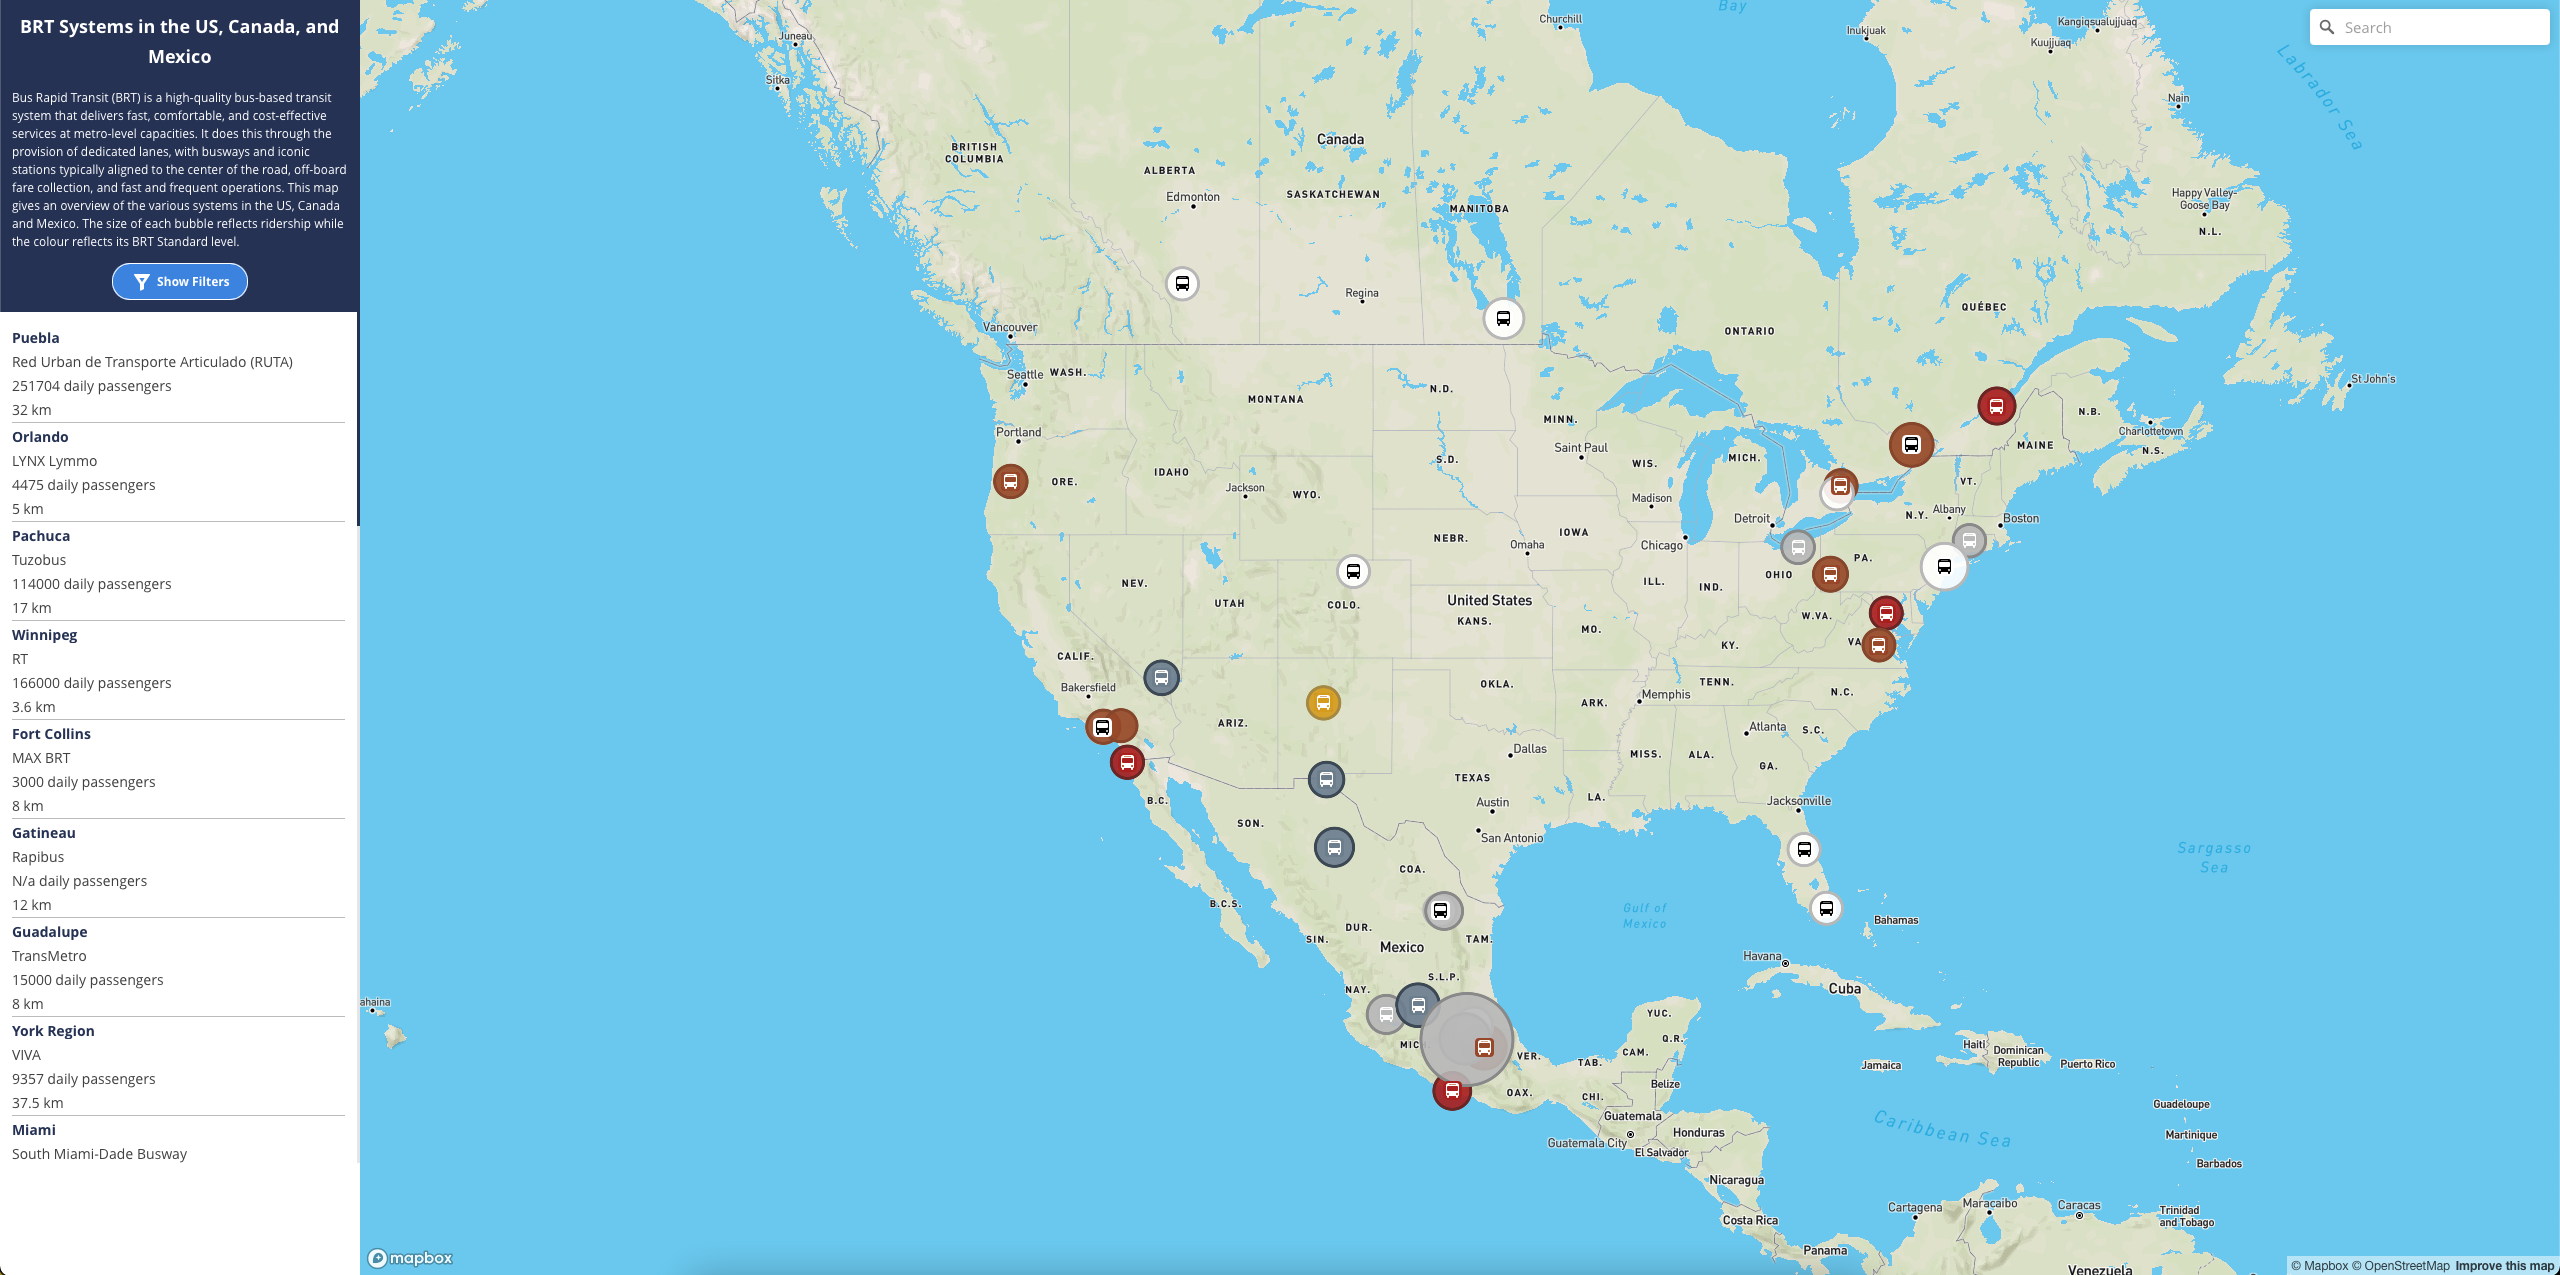 BRT Systems in the US, Canada, and
Mexico
Bus Rapid Transit (BRT) is a high-quality bus-based transit
system that delivers fast, comfortable, and cost-effective
services at metro-level capacities. It does this through the
provision of dedicated lanes, with busways and iconic
stations typically aligned to the center of the road, off-board
fare collection, and fast and frequent operations. This map
gives an overview of the various systems in the US, Canada
and Mexico. The size of each bubble reflects ridership while
the colour reflects its BRT Standard level.
Show Filters
Puebla
Red Urban de Transporte Articulado (RUTA)
251704 daily passengers
32 km
Orlando
LYNX Lymmo
4475 daily passengers
5 km
Pachuca
Tuzobus
114000 daily passengers
17 km
Winnipeg
RT
166000 daily passengers
3.6 km
Fort Collins
MAX BRT
3000 daily passengers
8 km
Gatineau
Rapibus
N/a daily passengers
12 km
Guadalupe
TransMetro
15000 daily passengers
8 km
York Region
VIVA
9357 daily passengers
37.5 km
Miami
South Miami-Dade Busway
Search
Bay
Churchill
Juneau
Sitka
Inukjuak
Kangiqsualujjuaq
Kuujjuaq
Labrador Sea
Nain
Canada
BRITISH
COLUMBIA
ALBERTA
Edmonton
SASKATCHEWAN
MANITOBA
Happy Valley-
Goose Bay
N.L.
Regina
QUÉBEC
ONTARIO
Vancouver
Seattle
WASH.
MONTANA
N.D.
MINN.
St John's
N.B.
Charlottetown
N.S.
MAINE
Portland
Saint Paul
S.D.
WIS.
MICH.
VT.
ORE.
IDAHO
Jackson
WYO.
Madison
Detroit
N.Y.
Albany
Boston
NEBR.
Omaha
IOWA
Chicago
PA.
OHIO
NEV.
UTAH
COLO.
United States
KANS.
ILL.
IND.
W.VA.
MO.
KY.
VA
CALIF.
Bakersfield
OKLA.
TENN.
Memphis
N.C.
ARIZ.
ARK.
Atlanta
S.C.
Dallas
MISS.
ALA.
GA.
TEXAS
B.C.
Austin
LA.
Jacksonville
SON.
San Antonio
COA.
Sargasso
Sea
B.C.S.
Gulf of
Mexico
Bahamas
DUR.
SIN.
Mexico
TAM.
Havana
S.L.P.
NAY.
Cuba
ahaina
YUC.
Q.R.
MIC
VER.
CAM.
TAB.
Haiti
Dominican
Republic
Puerto Rico
Jamaica
Belize
OAX.
CHI.
Guatemala
Guadeloupe
Caribbean Sea
Honduras
Guatemala City
El Salvador
Martinique
Barbados
Nicaragua
Cartagena
Maracaibo
Caracas
Trinidad
and Tobago
Costa Rica
Panama
Venezuela
mapbox
© Mapbox © OpenStreetMap Improve this map